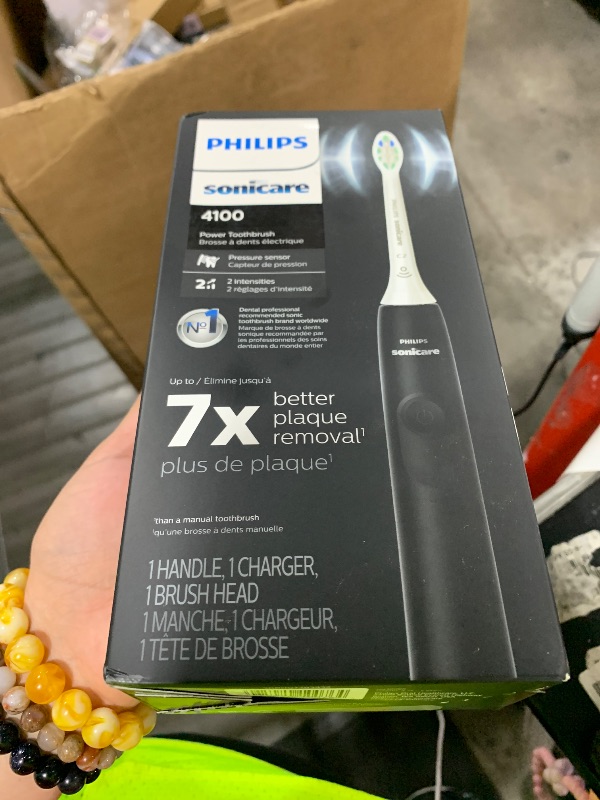 PHILIPS
sonicare
4100
Power Toothbrush
Brosse à dents électrique
Pressure sensor
Capteur de pression
2 intensities
2 réglages d'intensité
Nº1
Dental professional
recommended sonic
toothbrush brand worldwide
Marque de brosse à dents
sonique recommandée par
les professionnels des soins
dentaires du monde entier
Up to / Élimine jusqu'à
7x better
plaque
removal¹
plus de plaque¹
¹than a manual toothbrush
¹qu'une brosse à dents manuelle
1 HANDLE, 1 CHARGER,
1 BRUSH HEAD
1 MANCHE, 1 CHARGEUR,
1 TÊTE DE BROSSE
PHILIPS
sonicare